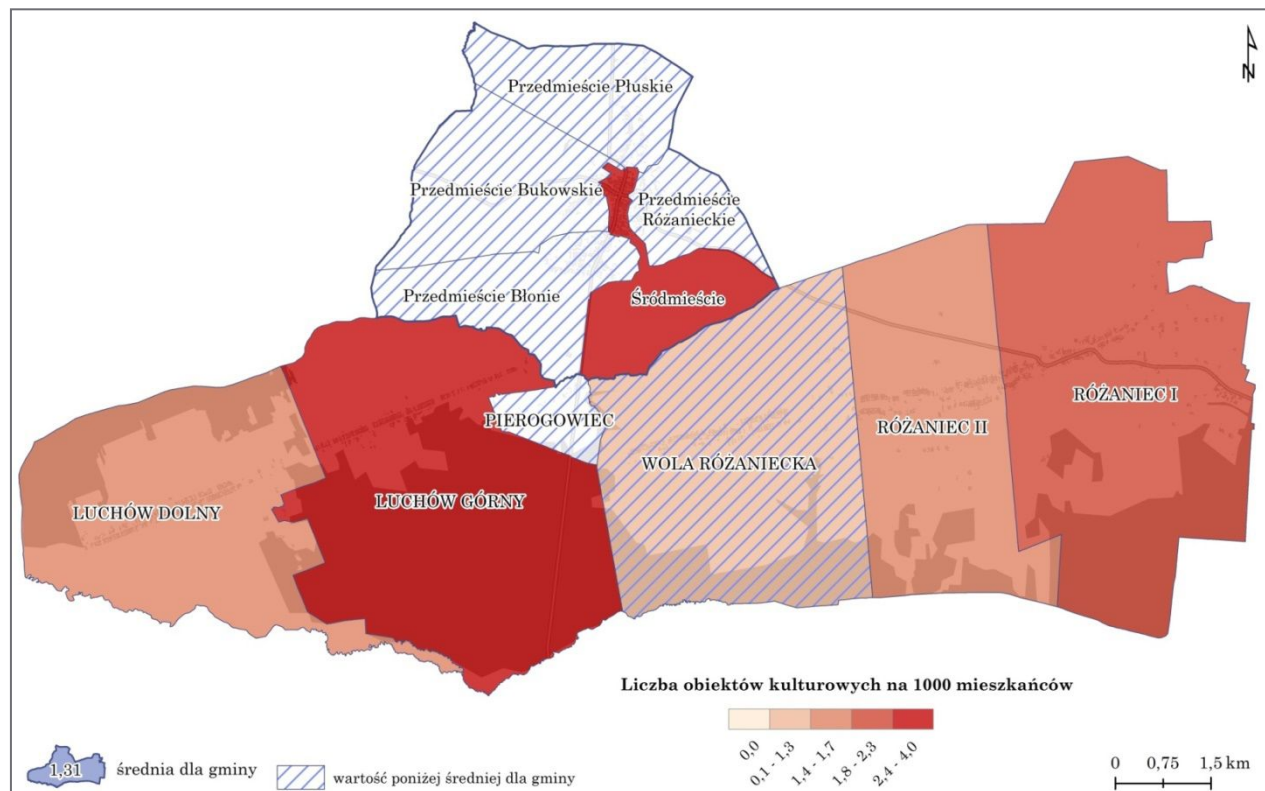 N
Przedmieście Płuskie
Przedmieście Bukowskie
Przedmieście
Różanieckie
Przedmieście Błonie
Śródmieście
PIEROGOWIEC
RÓŻANIEC I
RÓŻANIEC II
WOLA RÓŻANIECKA
LUCHÓW GÓRNY
LUCHÓW DOLNY
Liczba obiektów kulturowych na 1000 mieszkańców
0,0
0,1 - 1,3
1,4 - 1,7
1,8 - 2,3
2,4 - 4,0
1,31
średnia dla gminy
wartość poniżej średniej dla gminy
0 0,75 1,5 km